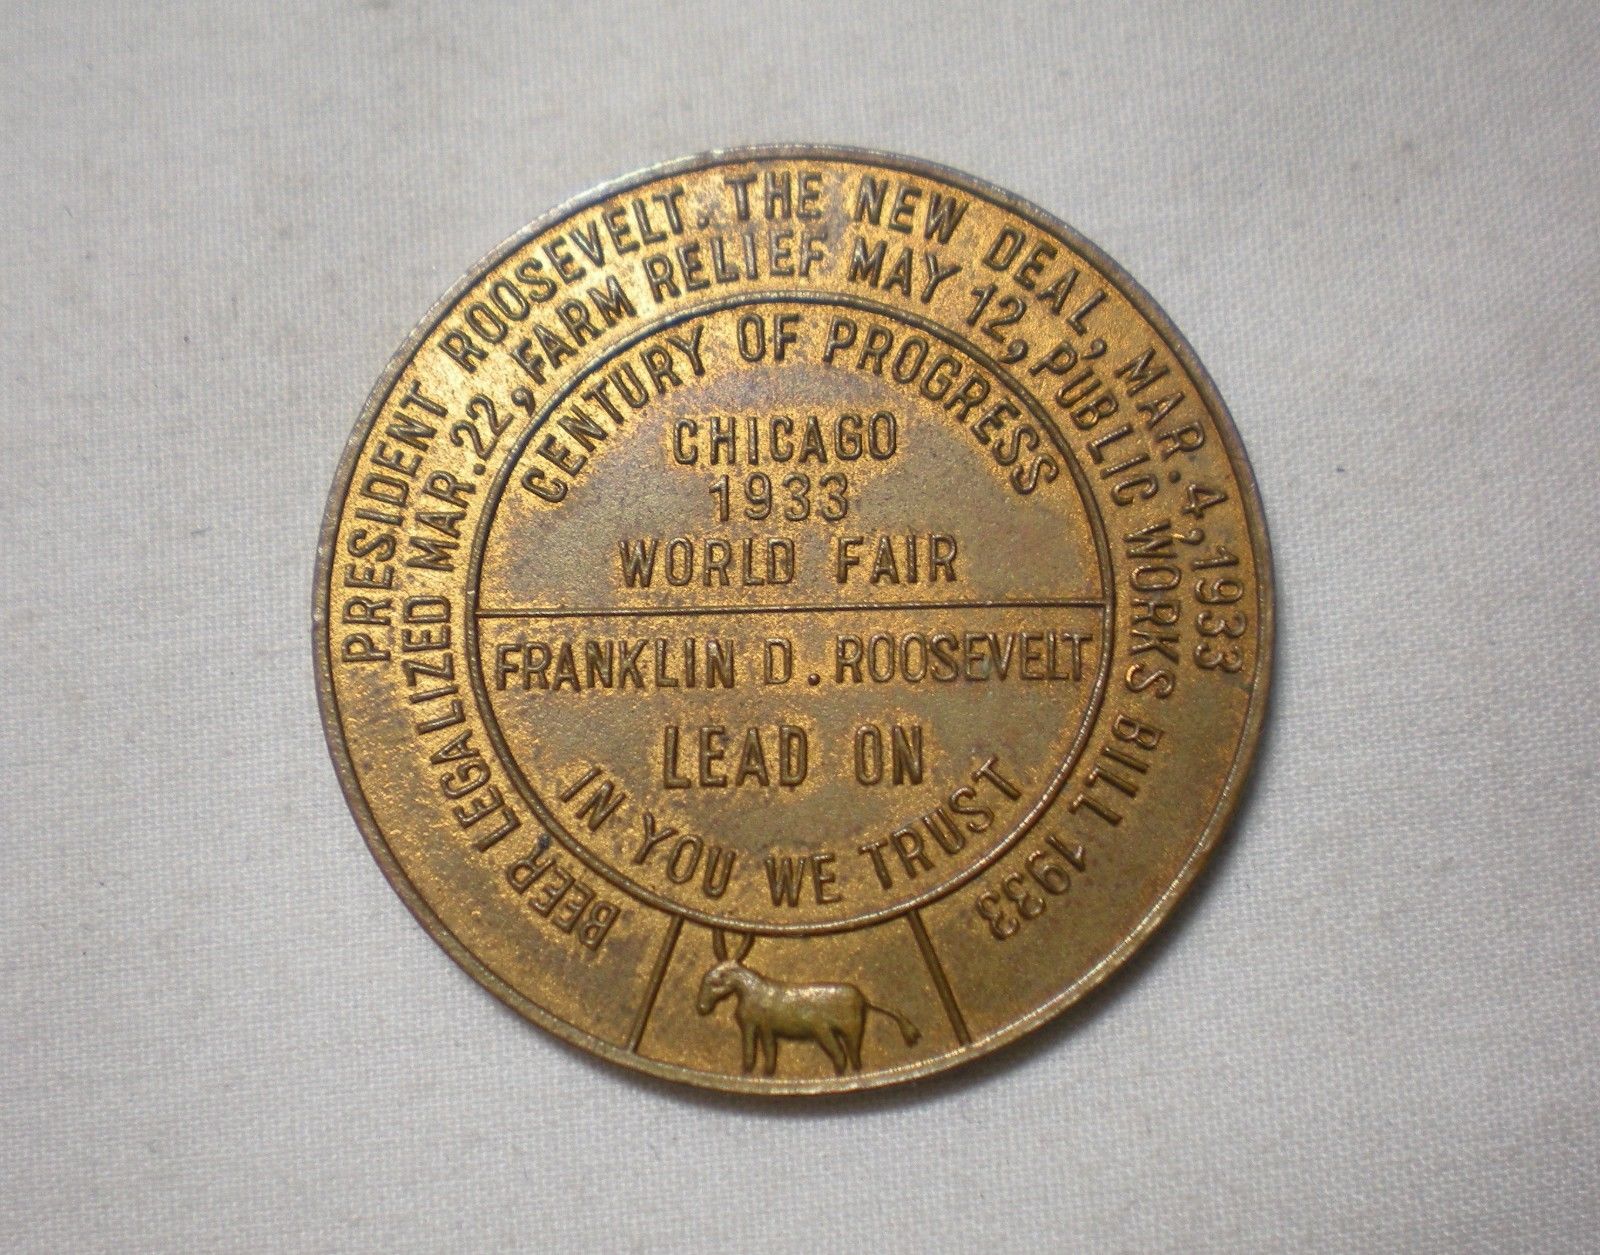 PRESIDENT ROOSEVELT. THE NEW DEAL, MAR. 4, 1933
BEER LEGALIZED MAR. 22, FARM RELIEF MAY 12, PUBLIC WORKS BILL 1933
CENTURY OF PROGRESS
CHICAGO
1933
WORLD FAIR
FRANKLIN D. ROOSEVELT
LEAD ON
IN YOU WE TRUST